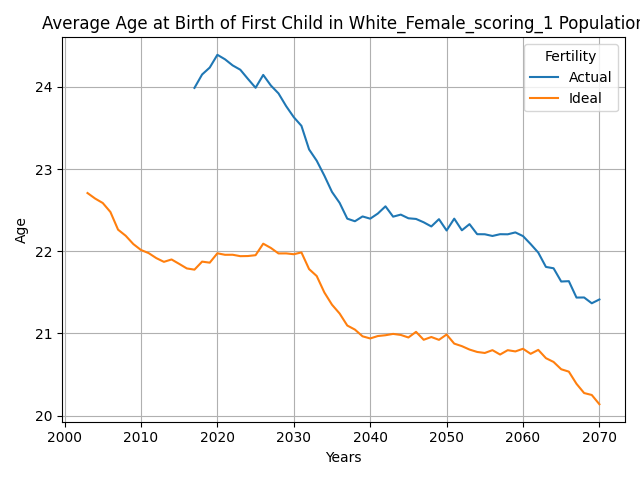 Average Age at Birth of First Child in White_Female_scoring_1 Population
Fertility
Actual
Ideal
Age
24
23
22
21
20
2000 2010 2020 2030 2040 2050 2060 2070
Years